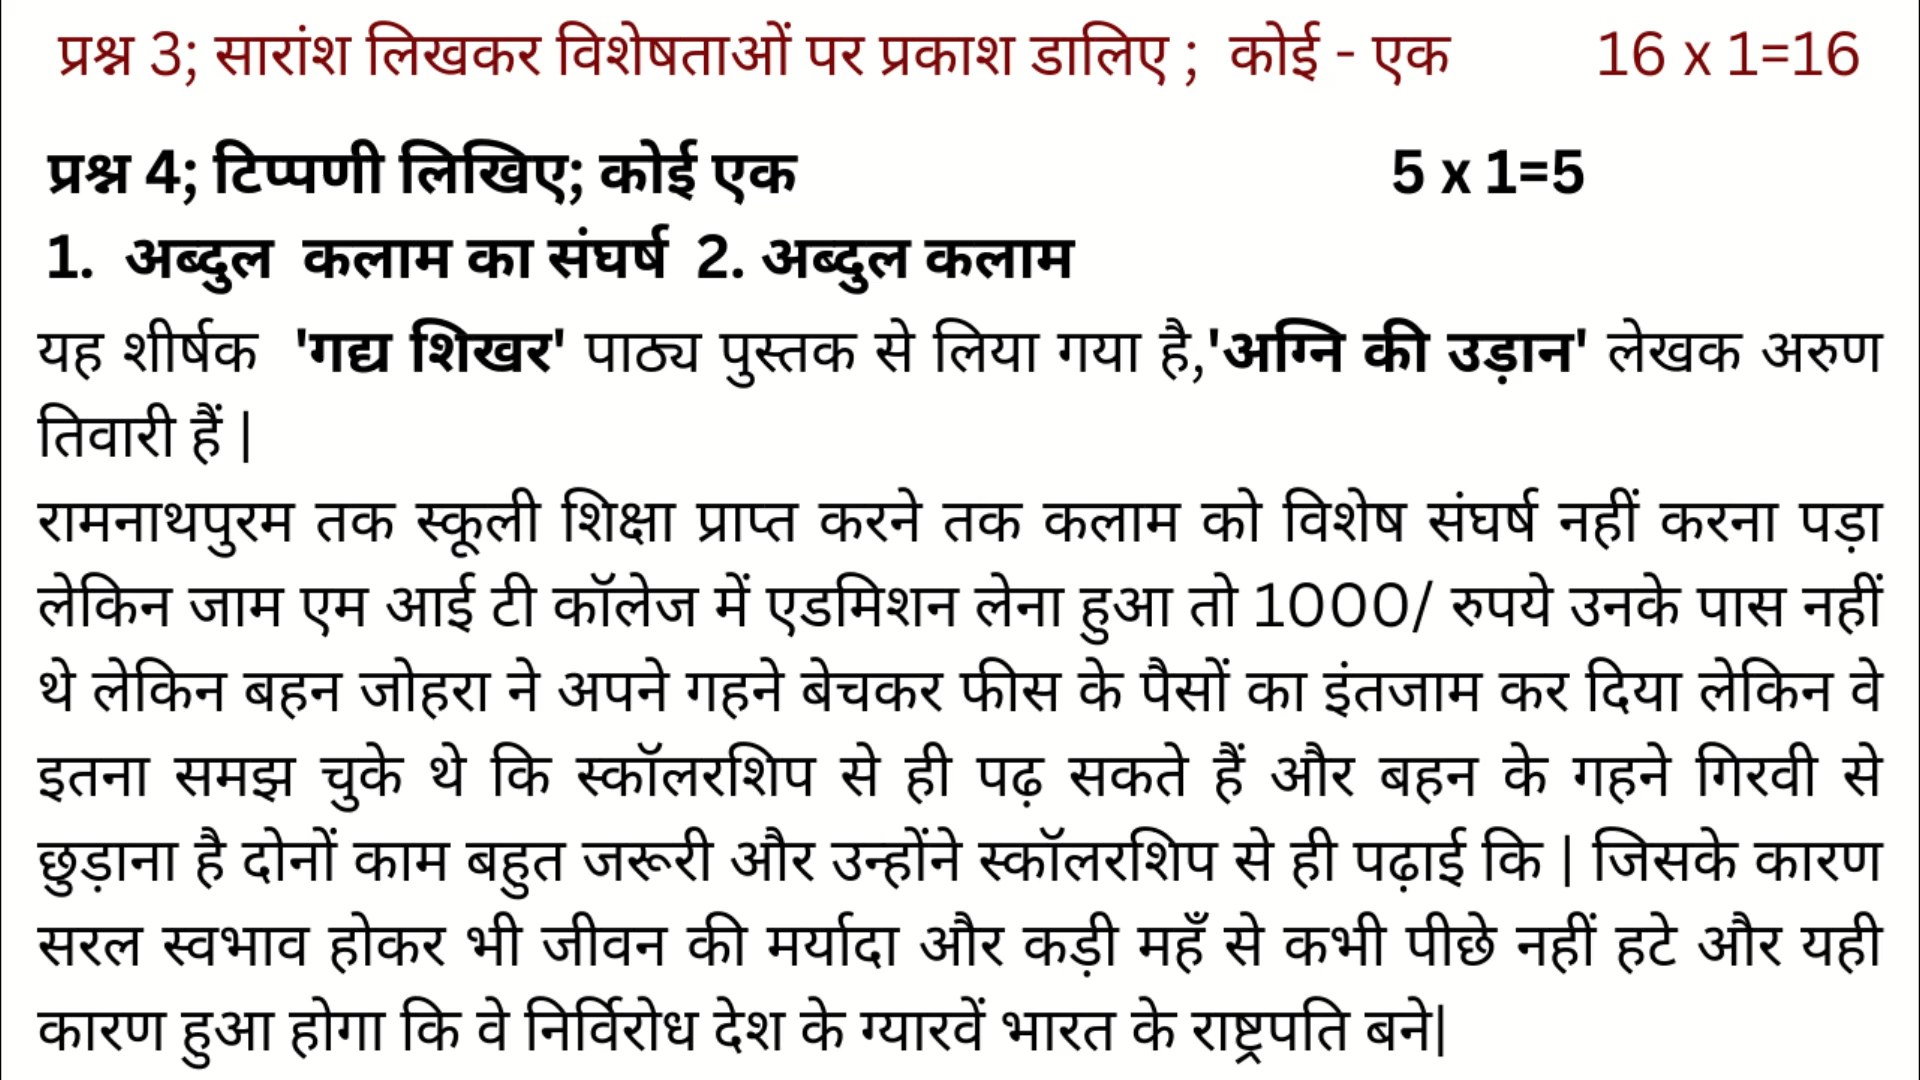 प्रश्न 3; सारांश लिखकर विशेषताओं पर प्रकाश डालिए ; कोई - एक 16 x 1=16
प्रश्न 4; टिप्पणी लिखिए; कोई एक 5 x 1=5
1. अब्दुल कलाम का संघर्ष 2. अब्दुल कलाम
यह शीर्षक 'गद्य शिखर' पाठ्य पुस्तक से लिया गया है,'अग्नि की उड़ान' लेखक अरुण
तिवारी हैं |
रामनाथपुरम तक स्कूली शिक्षा प्राप्त करने तक कलाम को विशेष संघर्ष नहीं करना पड़ा
लेकिन जाम एम आई टी कॉलेज में एडमिशन लेना हुआ तो 1000/ रुपये उनके पास नहीं
थे लेकिन बहन जोहरा ने अपने गहने बेचकर फीस के पैसों का इंतजाम कर दिया लेकिन वे
इतना समझ चुके थे कि स्कॉलरशिप से ही पढ़ सकते हैं और बहन के गहने गिरवी से
छुड़ाना है दोनों काम बहुत जरूरी और उन्होंने स्कॉलरशिप से ही पढ़ाई कि | जिसके कारण
सरल स्वभाव होकर भी जीवन की मर्यादा और कड़ी महँ से कभी पीछे नहीं हटे और यही
कारण हुआ होगा कि वे निर्विरोध देश के ग्यारवें भारत के राष्ट्रपति बने|